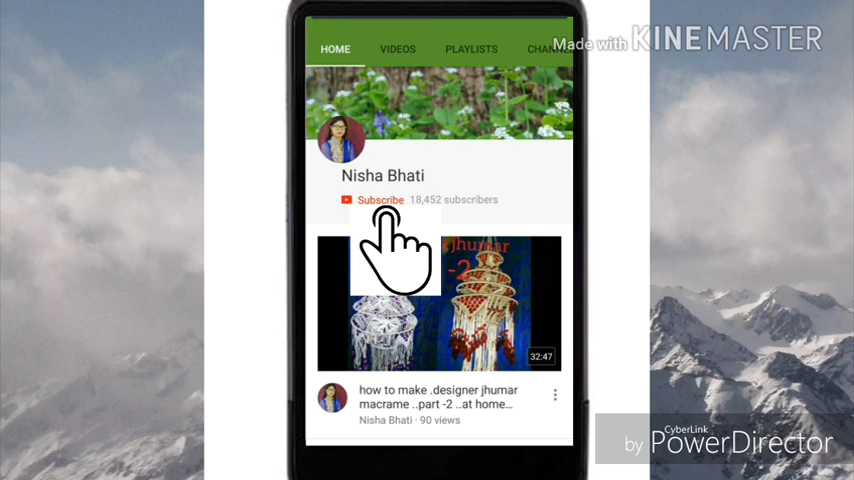 Made with KINEMASTER
HOME VIDEOS PLAYLISTS
Nisha Bhati
Subscribe 18,452 subscribers
jhumar
-2
32:47
how to make .designer jhumar
macrame ..part -2 ..at home...
Nisha Bhati · 90 views
CyberLink
by PowerDirector